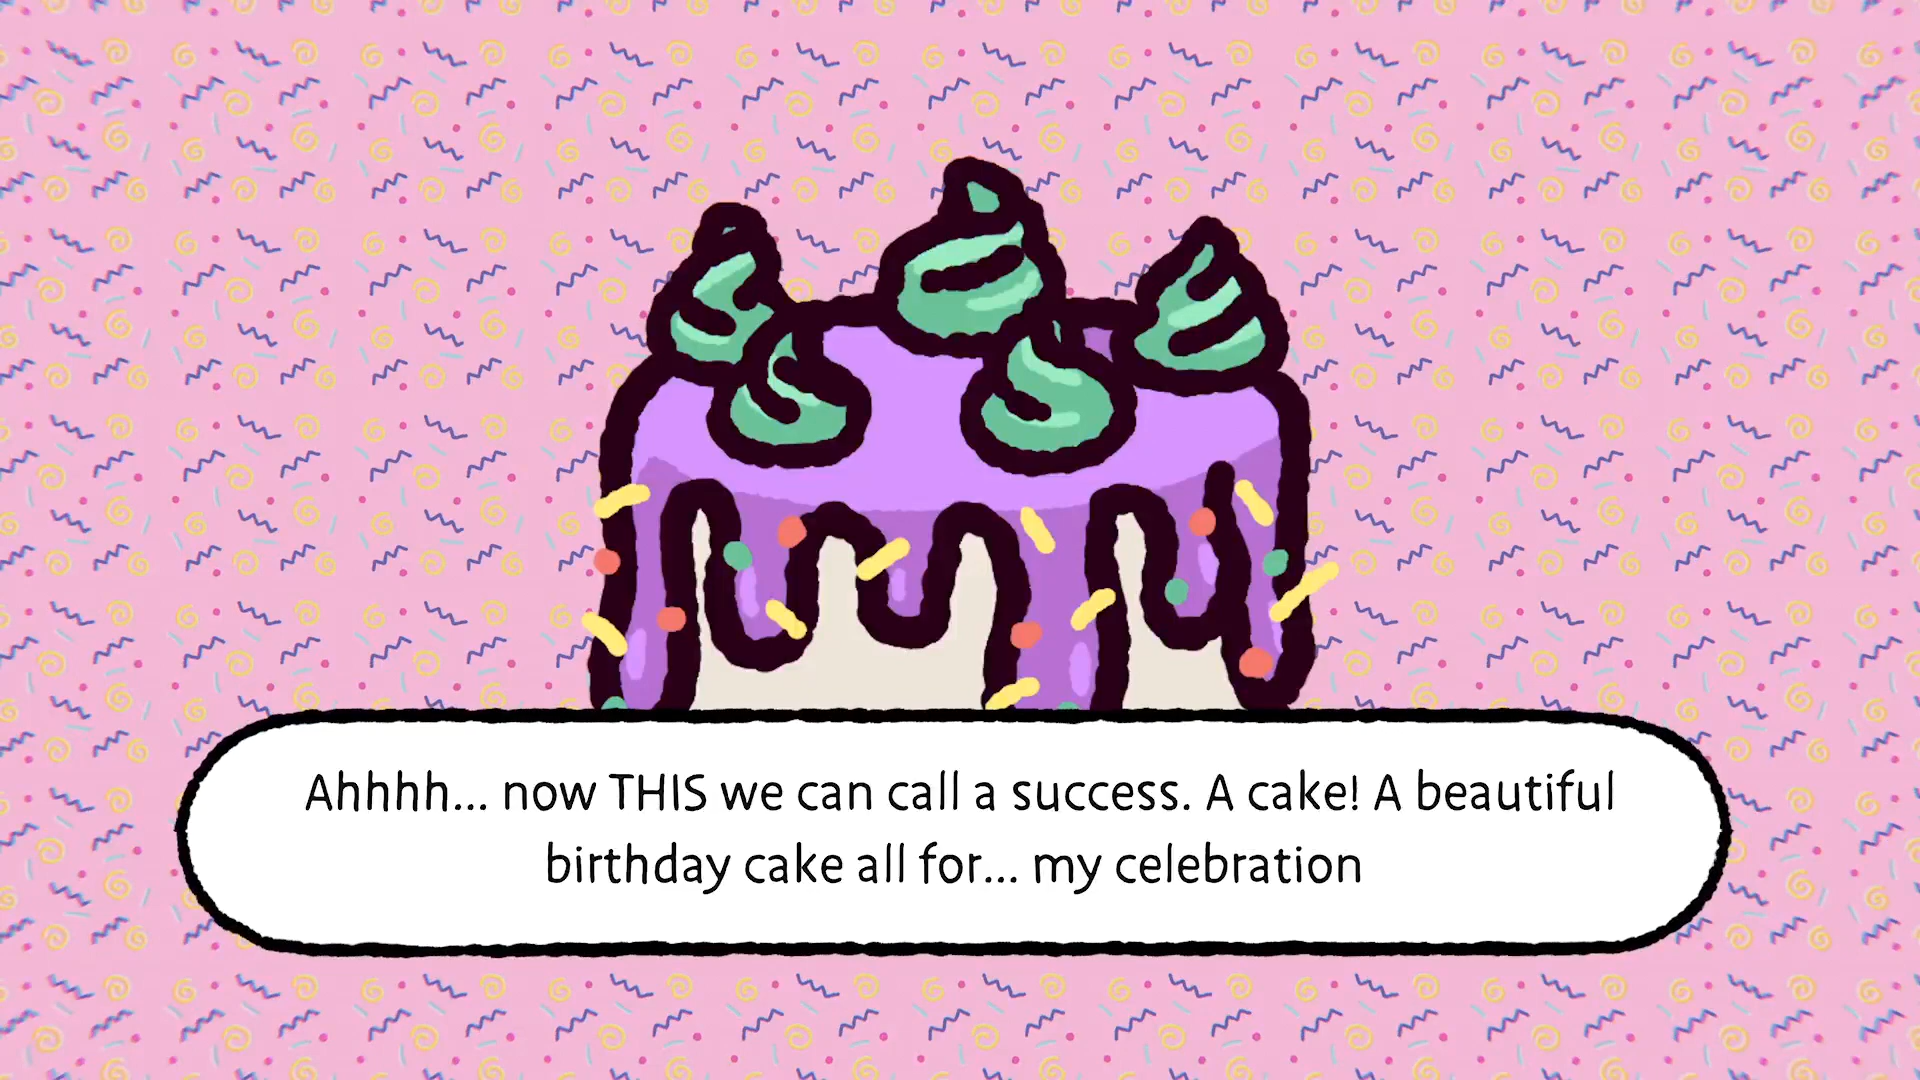 Ahhhh... now THIS we can call a success. A cake! A beautiful
birthday cake all for... my celebration